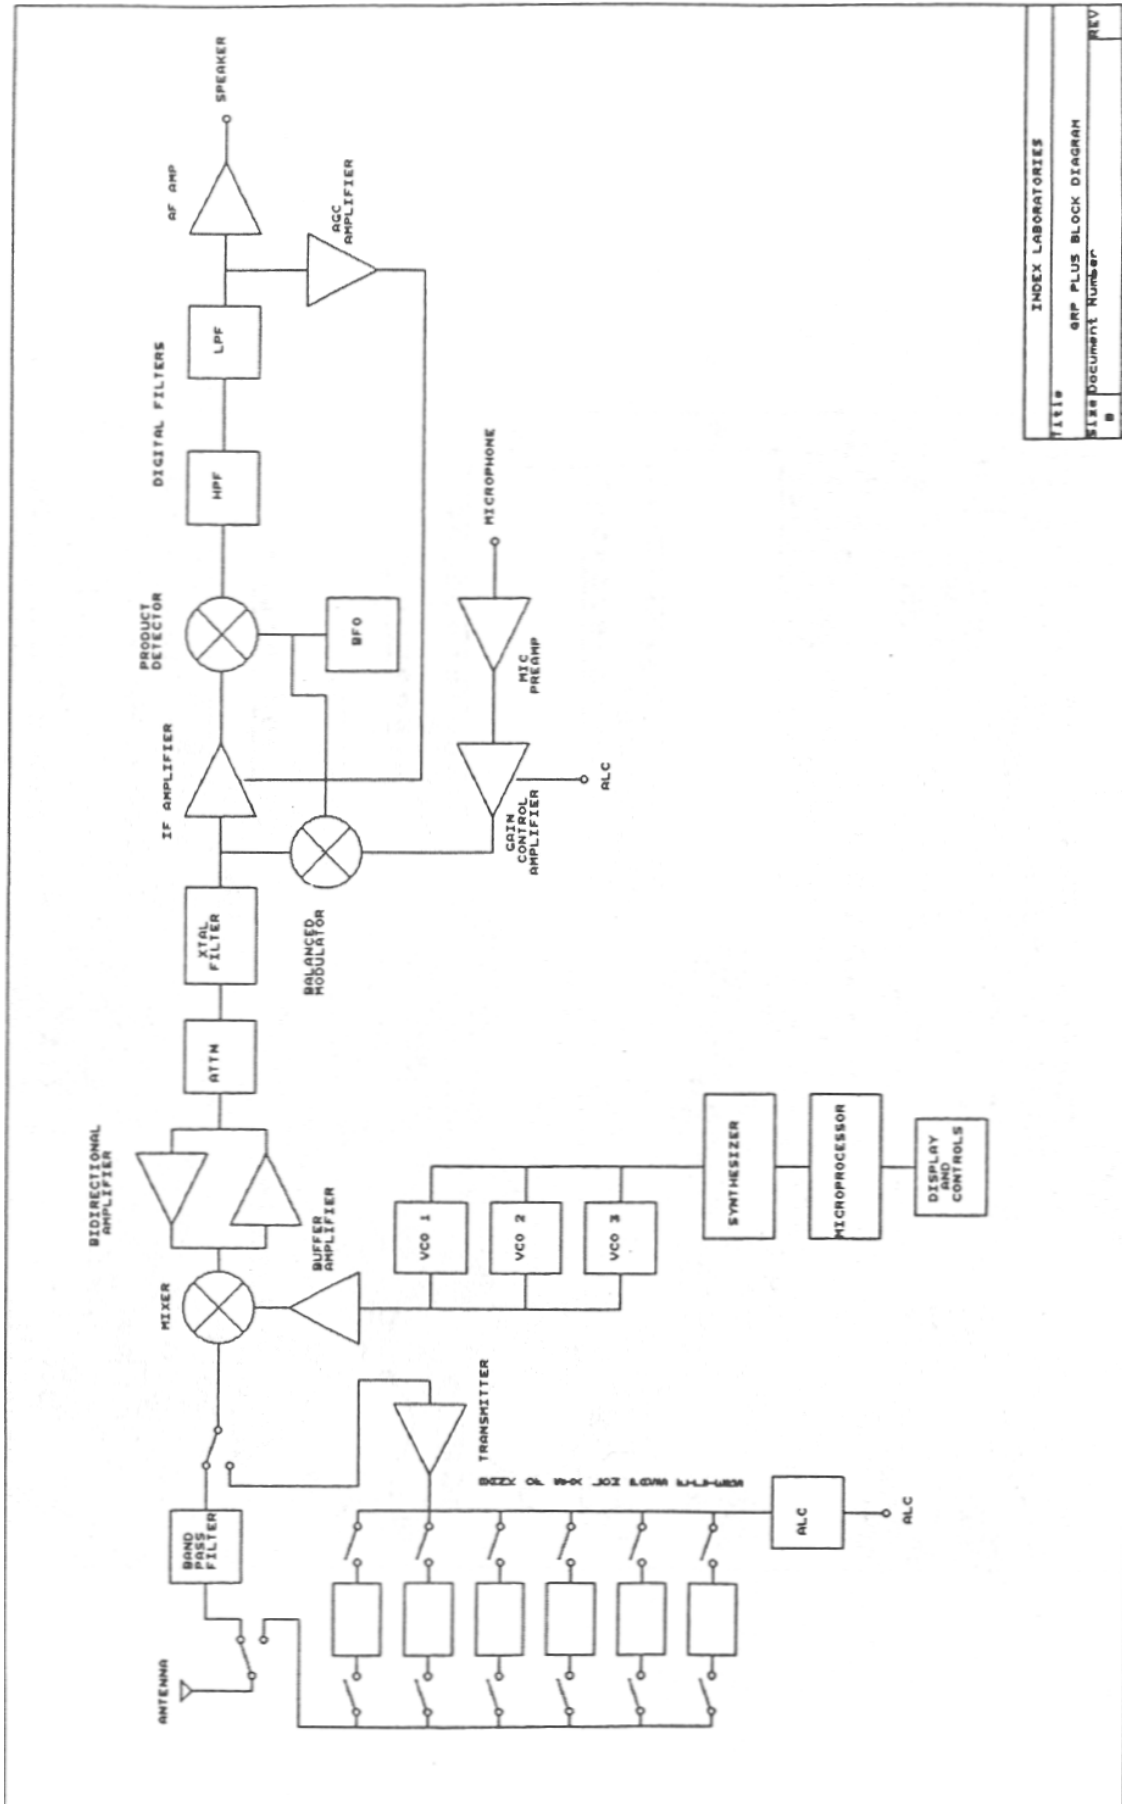 ANTENNA
BAND
PASS
FILTER
MIXER
BIDIRECTIONAL
AMPLIFIER
BUFFER
AMPLIFIER
ATTN
XTAL
FILTER
IF AMPLIFIER
BALANCED
MODULATOR
PRODUCT
DETECTOR
BFO
DIGITAL FILTERS
HPF
LPF
AF AMP
SPEAKER
AGC
AMPLIFIER
MICROPHONE
MIC
PREAMP
GAIN
CONTROL
AMPLIFIER
ALC
VCO 1
VCO 2
VCO 3
SYNTHESIZER
MICROPROCESSOR
DISPLAY
AND
CONTROLS
TRANSMITTER
ALC
ALC
INDEX LABORATORIES
Title
QRP PLUS BLOCK DIAGRAM
Size Document Number
REV
B